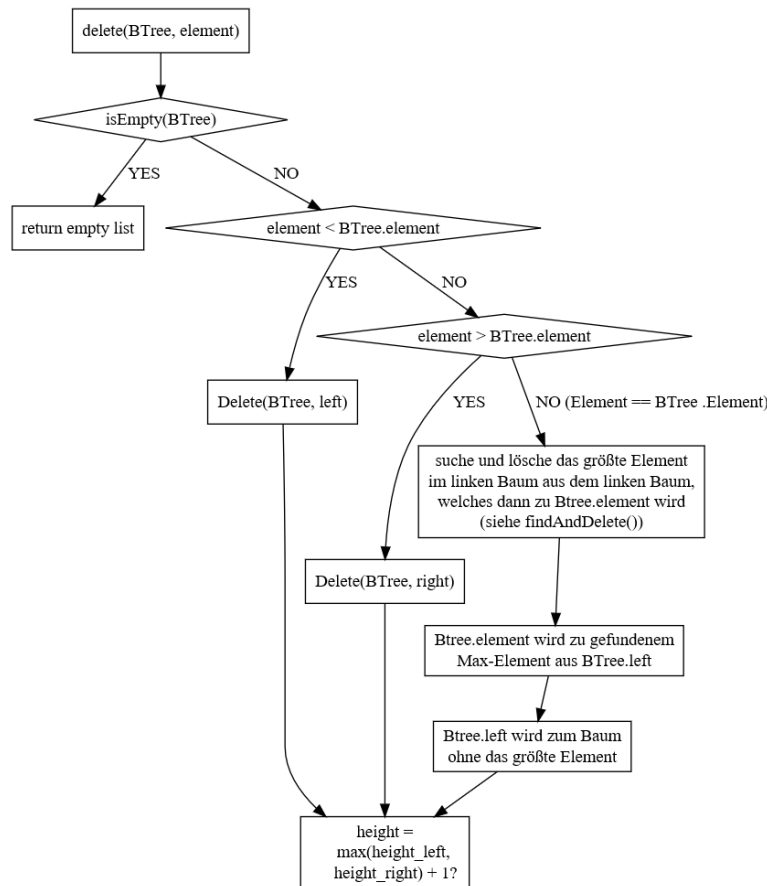 delete(BTree, element)
isEmpty(BTree)
YES
NO
return empty list
element < BTree.element
YES
NO
element > BTree.element
Delete(BTree, left)
YES
NO (Element == BTree .Element)
suche und lösche das größte Element
im linken Baum aus dem linken Baum,
welches dann zu Btree.element wird
(siehe findAndDelete())
Delete(BTree, right)
Btree.element wird zu gefundenem
Max-Element aus BTree.left
Btree.left wird zum Baum
ohne das größte Element
height =
max(height_left,
height_right) + 1?